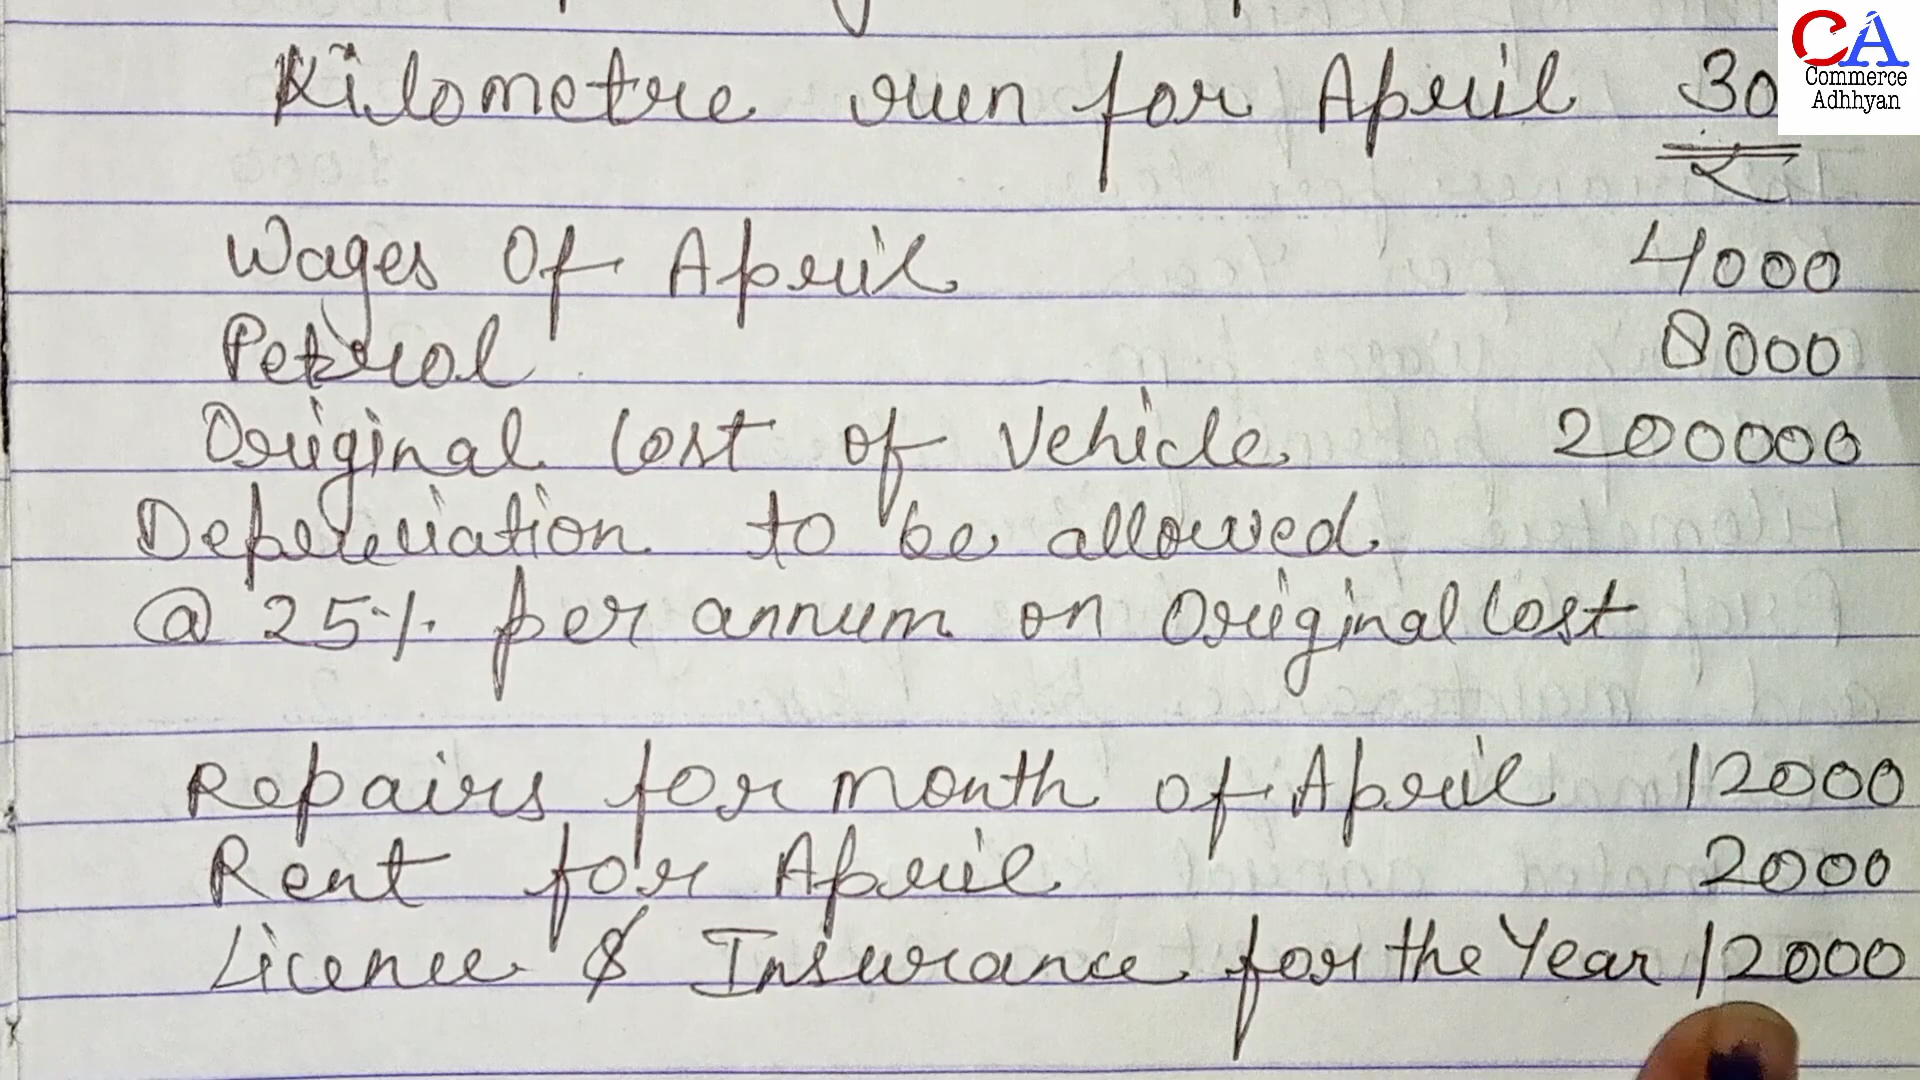 Kilometre run for April 30
CA
Commerce
Adhhyan
₹
Wages Of April 4000
Petrol 8000
Original Cost of Vehicle 200000
Depreciation to be allowed
@ 25% per annum on Original Cost
Repairs for month of April 12000
Rent for April 2000
Licence & Insurance for the Year 12000